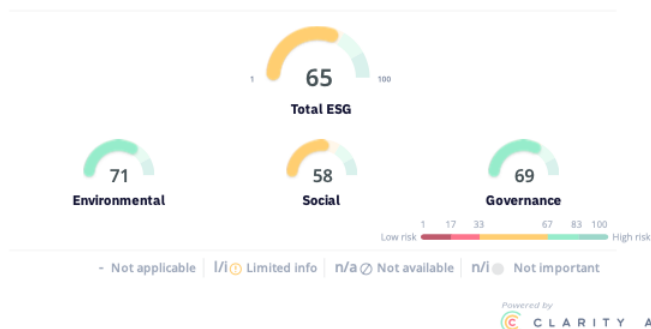 65
1 100
Total ESG
71 58 69
Environmental Social Governance
1 17 33 67 83 100
Low risk High risk
- Not applicable l/i Limited info n/a Not available n/i Not important
Powered by
CLARITY A